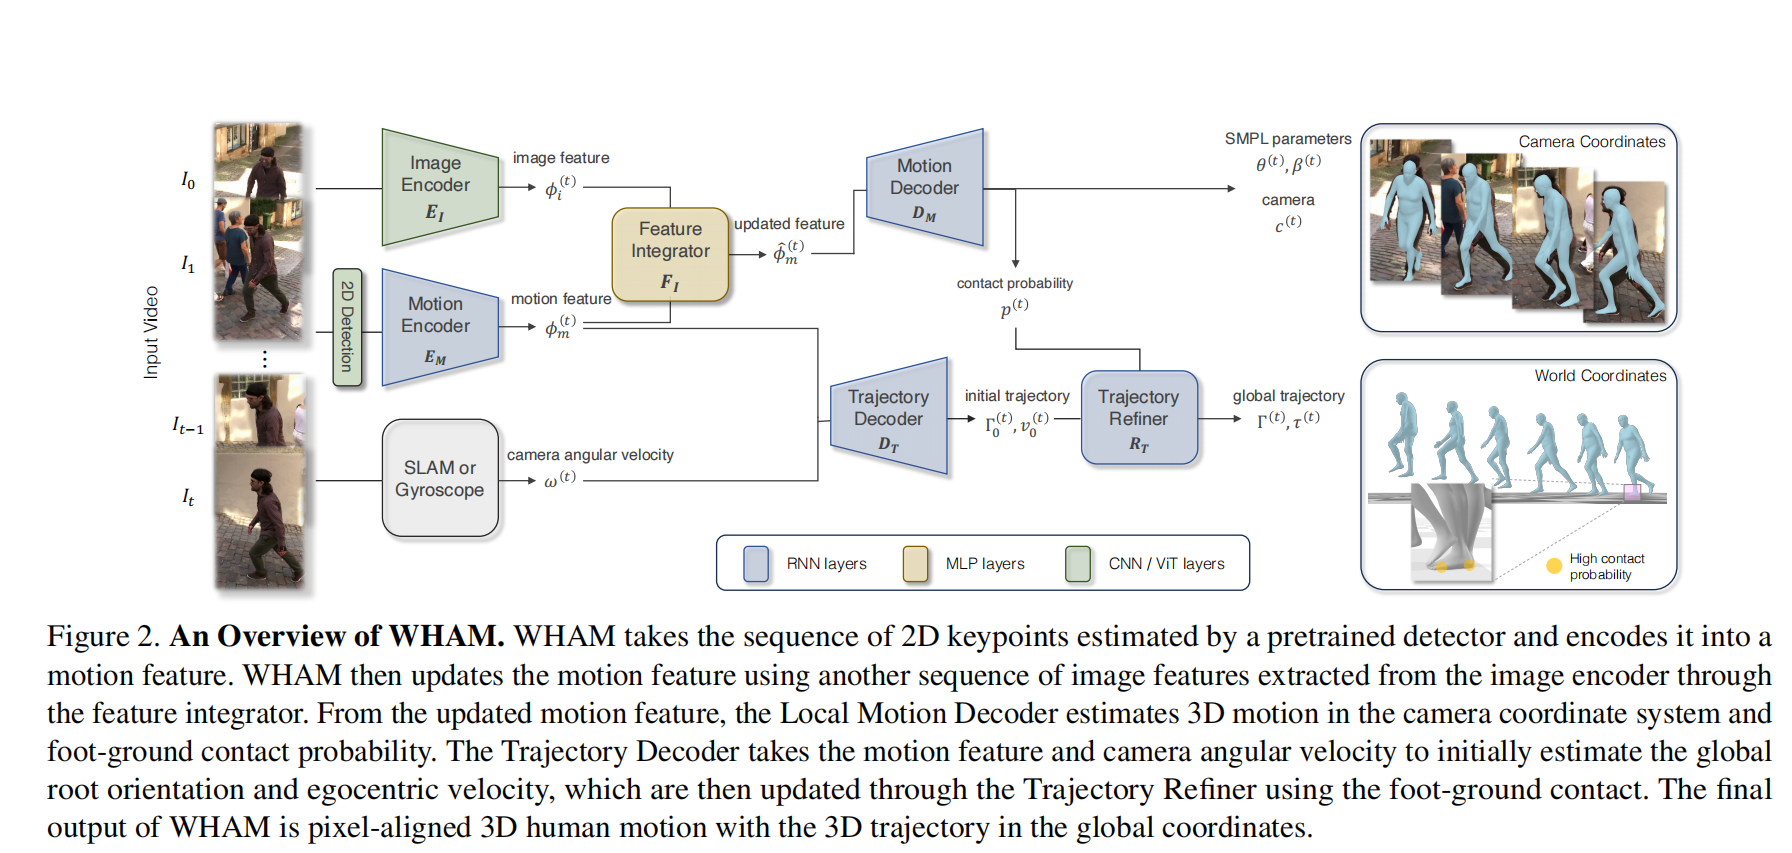 Input Video
I₀
I₁
⋮
Iₜ₋₁
Iₜ
Image
Encoder
E_I
image feature
ϕᵢ⁽ᵗ⁾
2D Detection
Motion
Encoder
E_M
motion feature
ϕₘ⁽ᵗ⁾
SLAM or
Gyroscope
camera angular velocity
ω⁽ᵗ⁾
Feature
Integrator
F_I
updated feature
ϕ̂ₘ⁽ᵗ⁾
Motion
Decoder
D_M
contact probability
p⁽ᵗ⁾
Trajectory
Decoder
D_T
initial trajectory
Γ₀⁽ᵗ⁾, v₀⁽ᵗ⁾
Trajectory
Refiner
R_T
global trajectory
Γ⁽ᵗ⁾, τ⁽ᵗ⁾
SMPL parameters
θ⁽ᵗ⁾, β⁽ᵗ⁾
camera
c⁽ᵗ⁾
Camera Coordinates
World Coordinates
High contact
probability
RNN layers
MLP layers
CNN / ViT layers
Figure 2. An Overview of WHAM. WHAM takes the sequence of 2D keypoints estimated by a pretrained detector and encodes it into a
motion feature. WHAM then updates the motion feature using another sequence of image features extracted from the image encoder through
the feature integrator. From the updated motion feature, the Local Motion Decoder estimates 3D motion in the camera coordinate system and
foot-ground contact probability. The Trajectory Decoder takes the motion feature and camera angular velocity to initially estimate the global
root orientation and egocentric velocity, which are then updated through the Trajectory Refiner using the foot-ground contact. The final
output of WHAM is pixel-aligned 3D human motion with the 3D trajectory in the global coordinates.